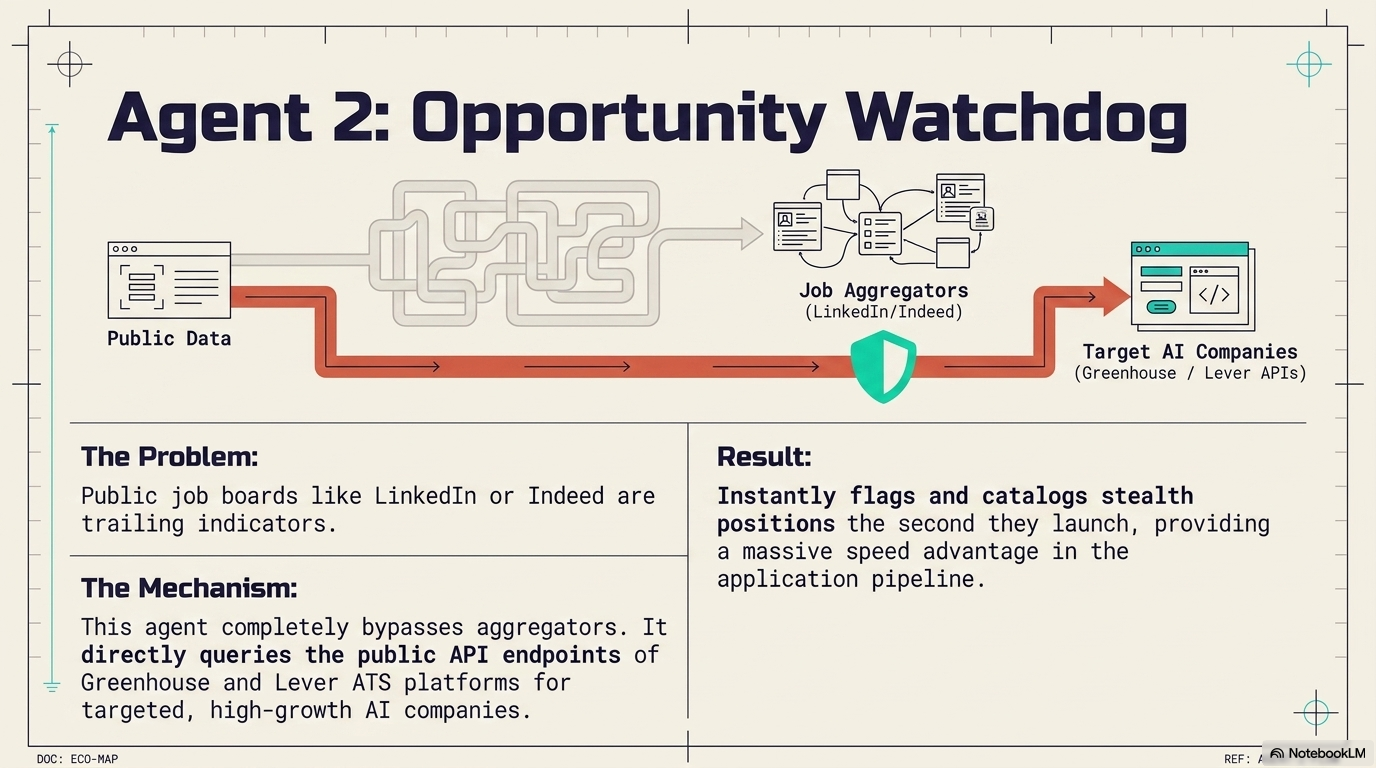 Agent 2: Opportunity Watchdog
Public Data
Job Aggregators
(LinkedIn/Indeed)
Target AI Companies
(Greenhouse / Lever APIs)
The Problem:
Public job boards like LinkedIn or Indeed are
trailing indicators.
The Mechanism:
This agent completely bypasses aggregators. It
directly queries the public API endpoints of
Greenhouse and Lever ATS platforms for
targeted, high-growth AI companies.
Result:
Instantly flags and catalogs stealth
positions the second they launch, providing
a massive speed advantage in the
application pipeline.
DOC: ECO-MAP
REF:
NotebookLM